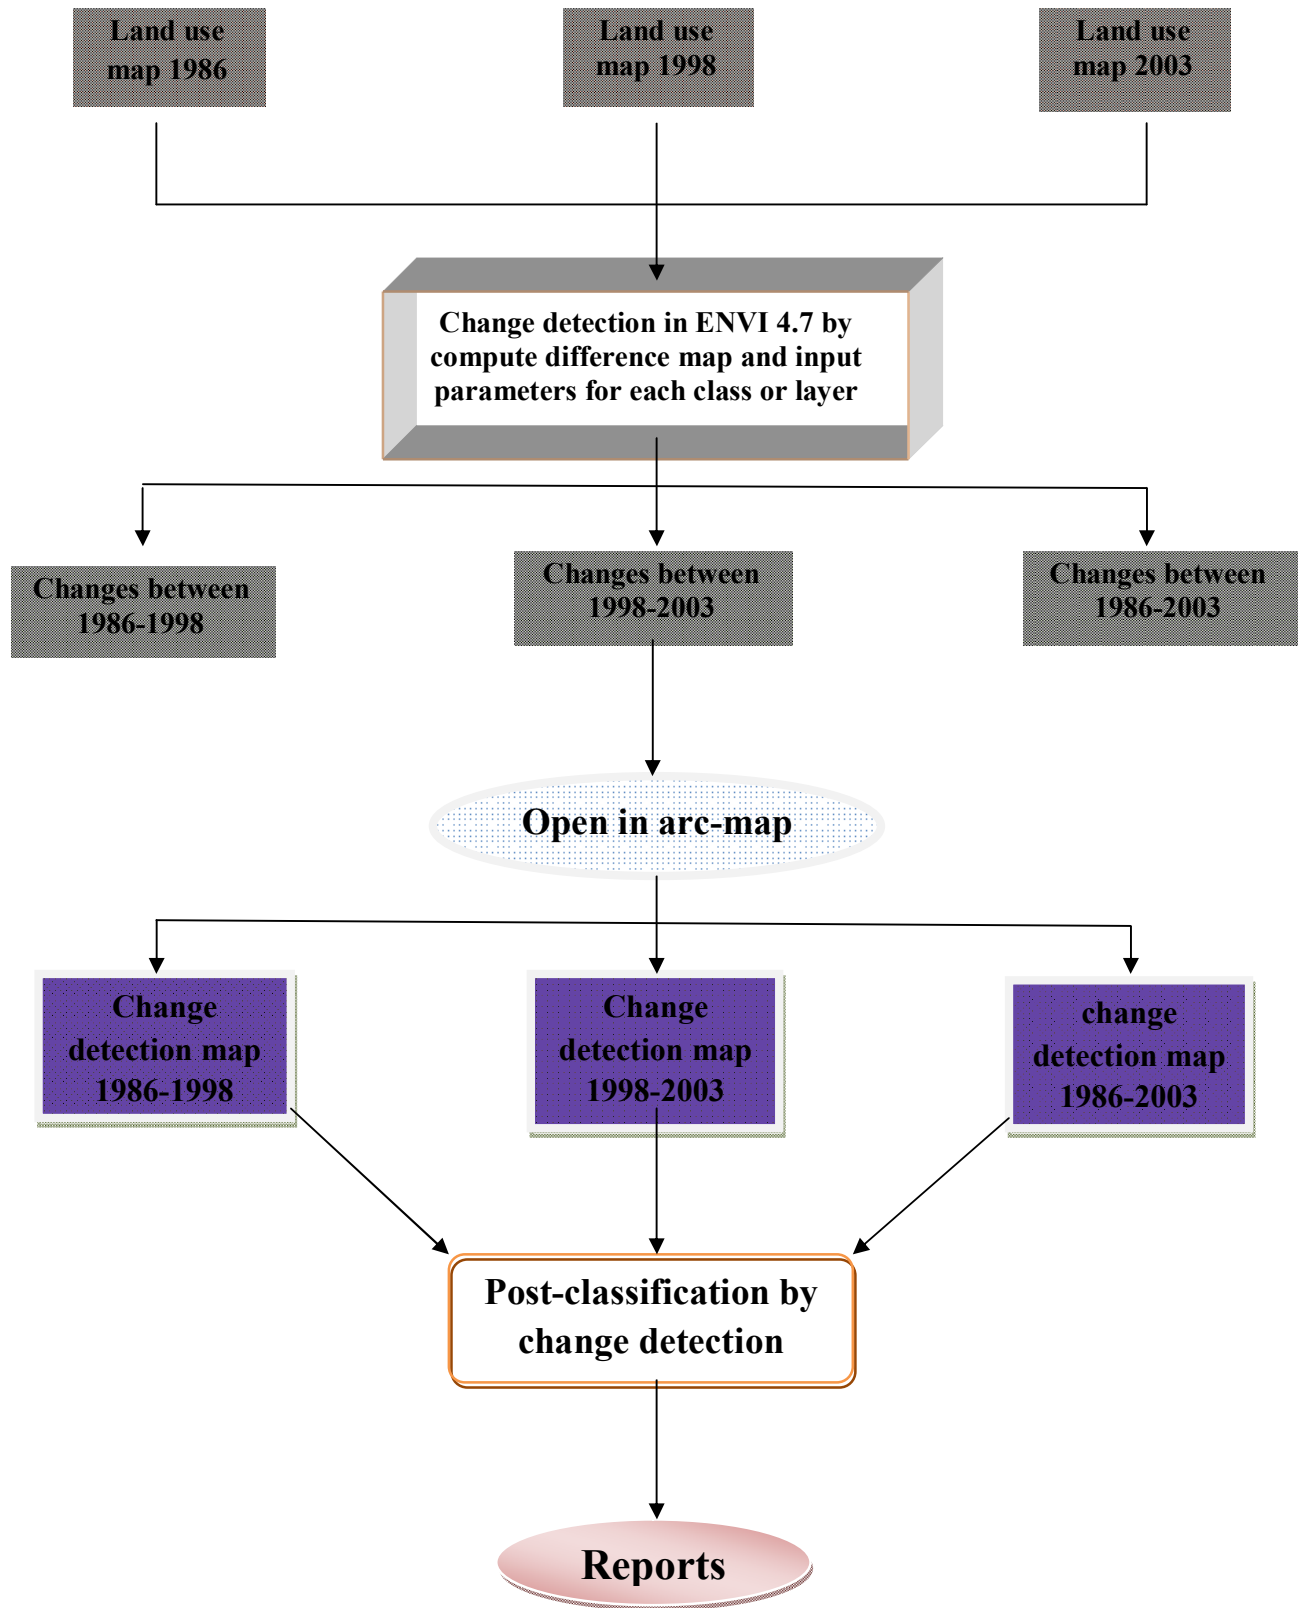 Land use
map 1986
Land use
map 1998
Land use
map 2003
Change detection in ENVI 4.7 by
compute difference map and input
parameters for each class or layer
Changes between
1986-1998
Changes between
1998-2003
Changes between
1986-2003
Open in arc-map
Change
detection map
1986-1998
Change
detection map
1998-2003
change
detection map
1986-2003
Post-classification by
change detection
Reports